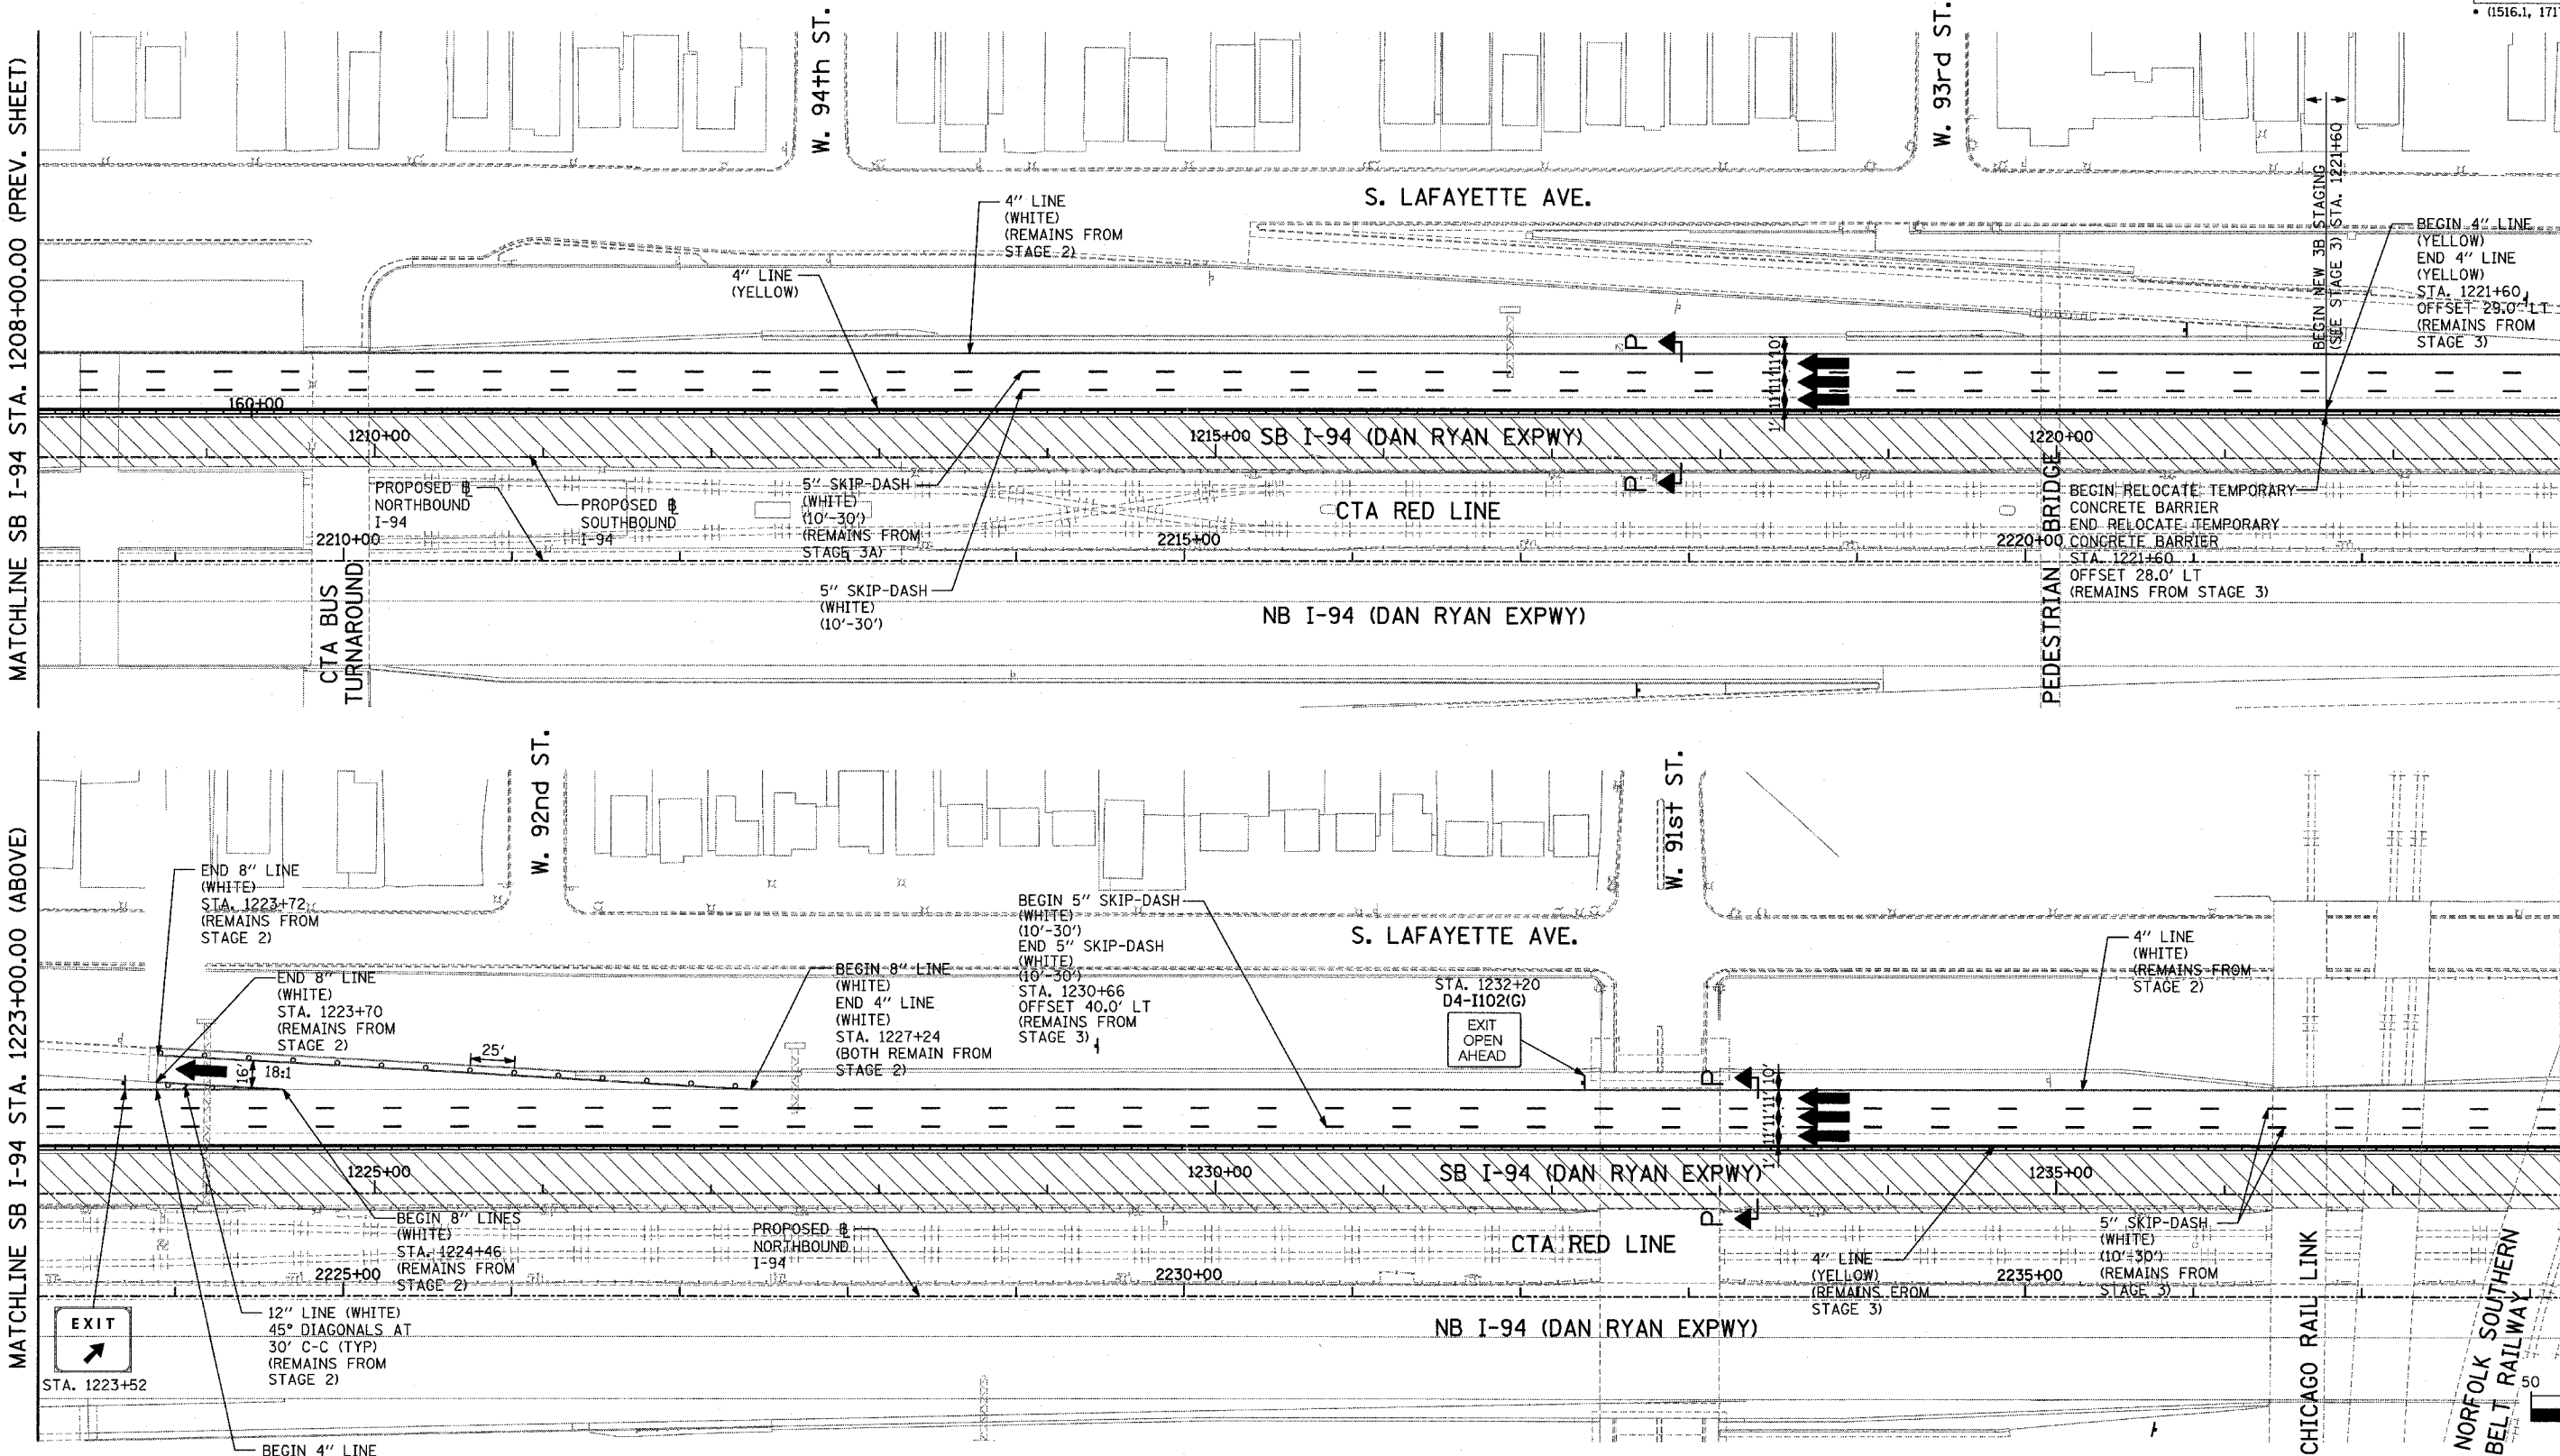 • (1516.1, 171
MATCHLINE SB I-94 STA. 1208+00.00 (PREV. SHEET)
W. 94th ST.
W. 93rd ST.
S. LAFAYETTE AVE.
4" LINE
(WHITE)
(REMAINS FROM
STAGE 2)
4" LINE
(YELLOW)
BEGIN NEW 3B STAGING
(SEE STAGE 3) STA. 1221+60
BEGIN 4" LINE
(YELLOW)
END 4" LINE
(YELLOW)
STA. 1221+60
OFFSET 29.0' LT
(REMAINS FROM
STAGE 3)
P
1' 11' 11' 11' 10'
160+00
1210+00
1215+00
SB I-94 (DAN RYAN EXPWY)
1220+00
P
PROPOSED BL
NORTHBOUND
I-94
PROPOSED BL
SOUTHBOUND
I-94
5" SKIP-DASH
(WHITE)
(10'-30')
(REMAINS FROM
STAGE 3A)
CTA RED LINE
BEGIN RELOCATE TEMPORARY
CONCRETE BARRIER
END RELOCATE TEMPORARY
CONCRETE BARRIER
STA. 1221+60
OFFSET 28.0' LT
(REMAINS FROM STAGE 3)
2210+00
2215+00
2220+00
5" SKIP-DASH
(WHITE)
(10'-30')
NB I-94 (DAN RYAN EXPWY)
CTA BUS
TURNAROUND
PEDESTRIAN BRIDGE
MATCHLINE SB I-94 STA. 1223+00.00 (ABOVE)
W. 92nd ST.
W. 91st ST.
END 8" LINE
(WHITE)
STA. 1223+72
(REMAINS FROM
STAGE 2)
END 8" LINE
(WHITE)
STA. 1223+70
(REMAINS FROM
STAGE 2)
25'
16'
18:1
BEGIN 8" LINE
(WHITE)
END 4" LINE
(WHITE)
STA. 1227+24
(BOTH REMAIN FROM
STAGE 2)
BEGIN 5" SKIP-DASH
(WHITE)
(10'-30')
END 5" SKIP-DASH
(WHITE)
(10'-30')
STA. 1230+66
OFFSET 40.0' LT
(REMAINS FROM
STAGE 3)
S. LAFAYETTE AVE.
STA. 1232+20
D4-I102(G)
EXIT
OPEN
AHEAD
4" LINE
(WHITE)
(REMAINS FROM
STAGE 2)
P
1' 11' 11' 11' 10'
1225+00
1230+00
SB I-94 (DAN RYAN EXPWY)
1235+00
P
BEGIN 8" LINES
(WHITE)
STA. 1224+46
(REMAINS FROM
STAGE 2)
PROPOSED BL
NORTHBOUND
I-94
CTA RED LINE
4" LINE
(YELLOW)
(REMAINS FROM
STAGE 3)
5" SKIP-DASH
(WHITE)
(10'-30')
(REMAINS FROM
STAGE 3)
2225+00
2230+00
2235+00
EXIT
STA. 1223+52
12" LINE (WHITE)
45° DIAGONALS AT
30' C-C (TYP)
(REMAINS FROM
STAGE 2)
NB I-94 (DAN RYAN EXPWY)
CHICAGO RAIL LINK
NORFOLK SOUTHERN
BELT RAILWAY
50
BEGIN 4" LINE